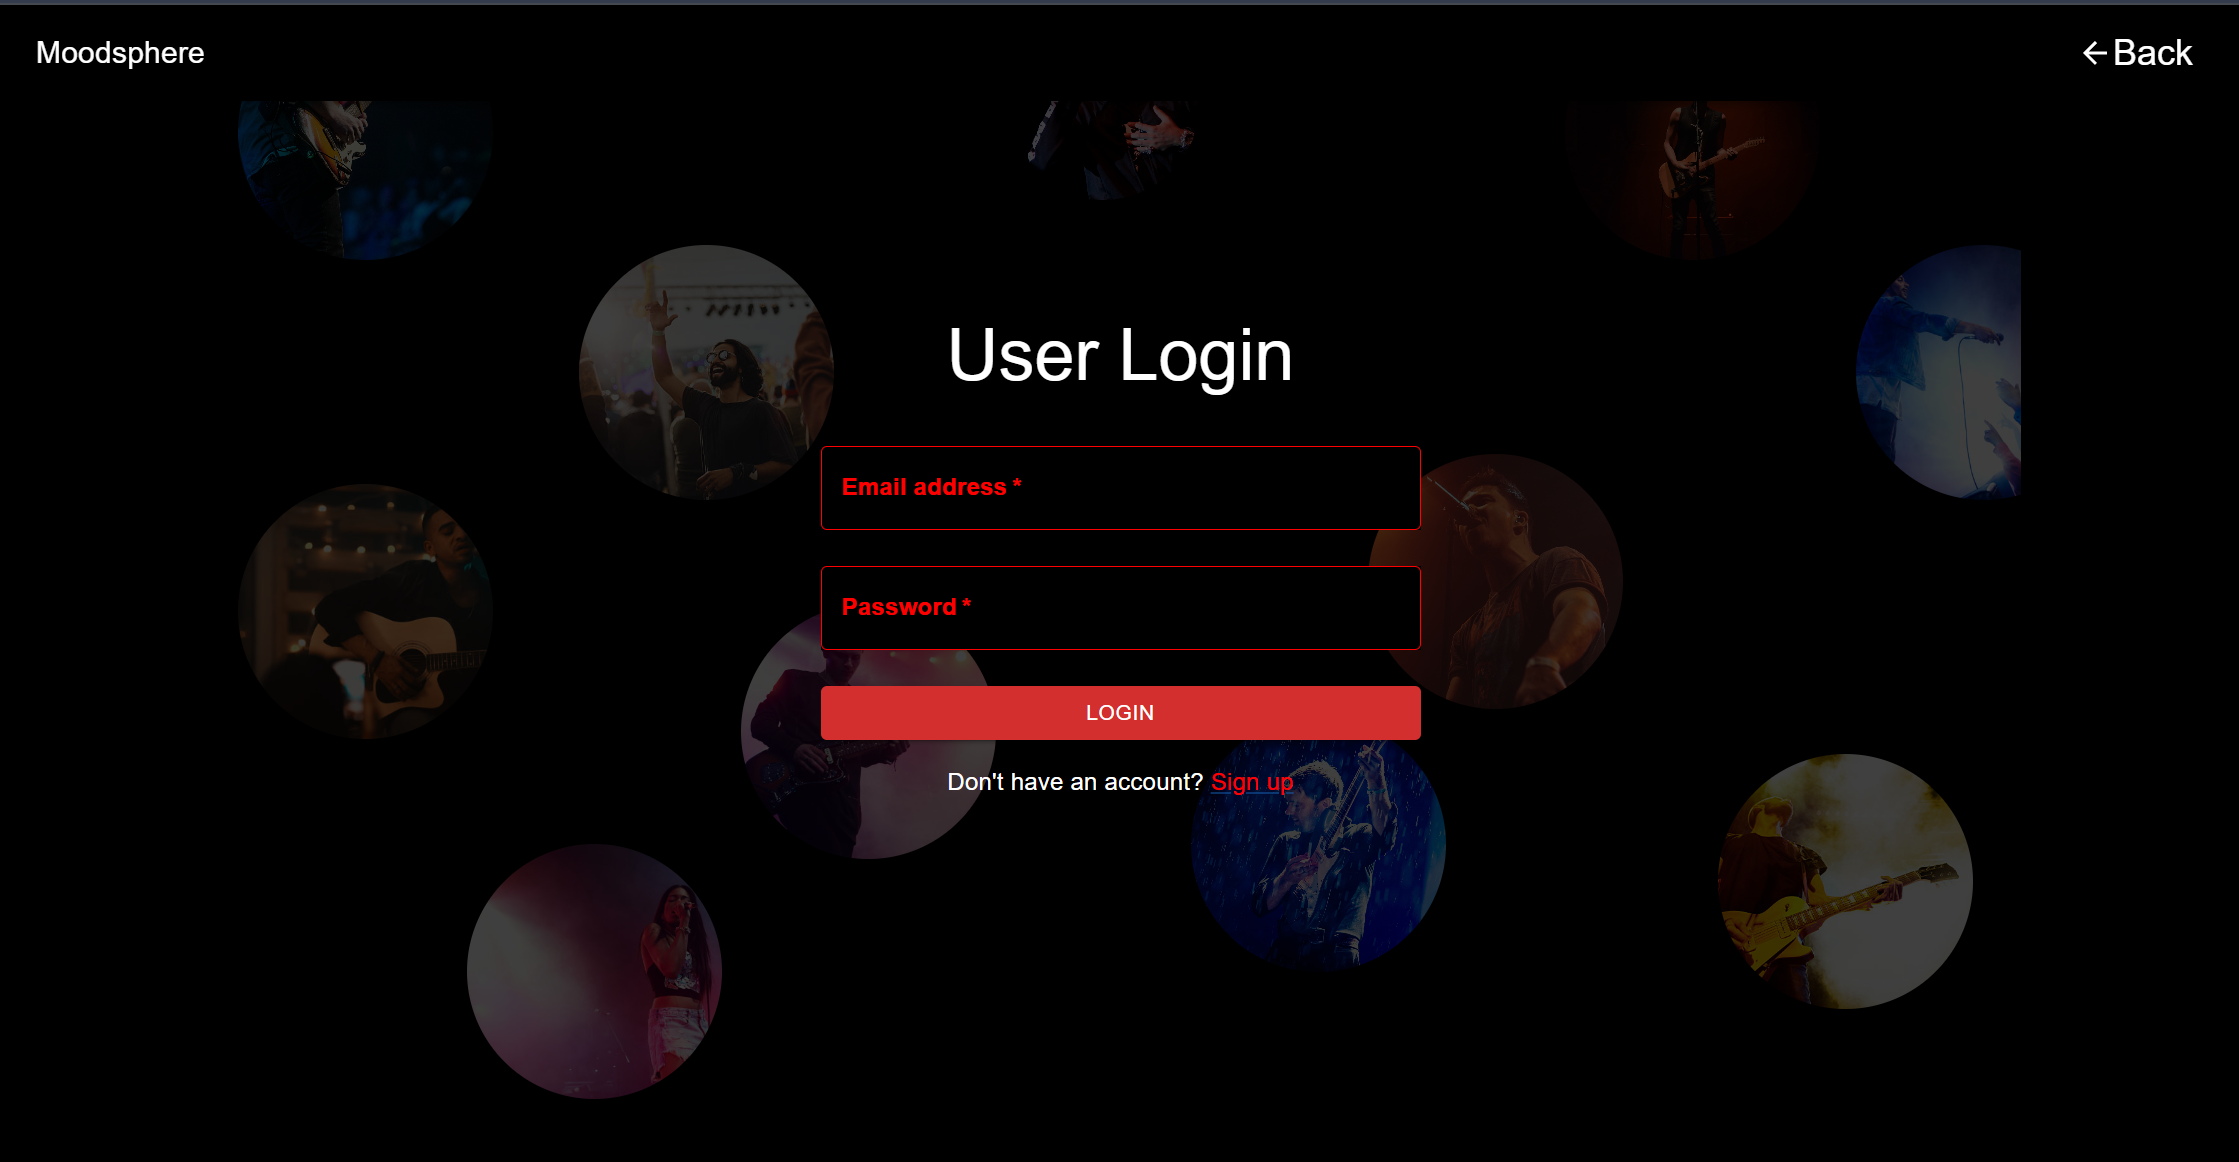 Moodsphere
Back
User Login
Email address *
Password *
LOGIN
Don't have an account? Sign up